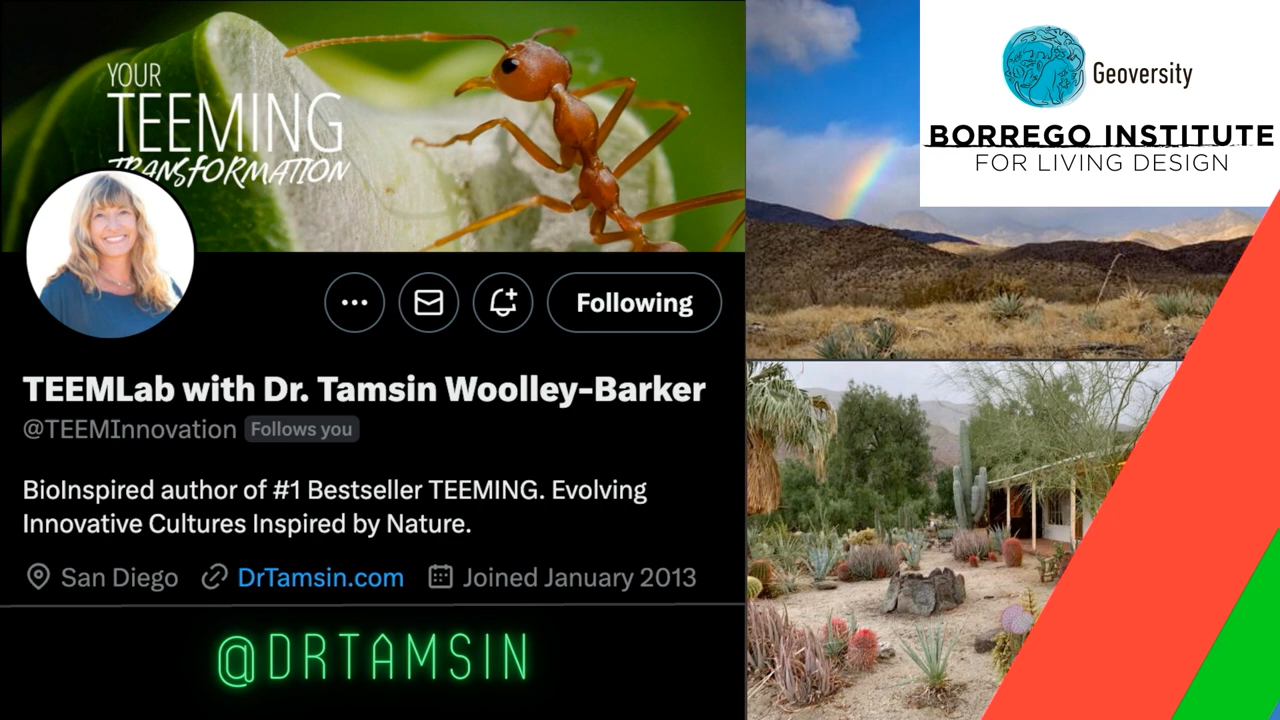 YOUR
TEEMING
TRANSFORMATION
Following
TEEMLab with Dr. Tamsin Woolley-Barker
@TEEMInnovation Follows you
BioInspired author of #1 Bestseller TEEMING. Evolving
Innovative Cultures Inspired by Nature.
San Diego DrTamsin.com Joined January 2013
@DRTAMSIN
Geoversity
BORREGO INSTITUTE
FOR LIVING DESIGN